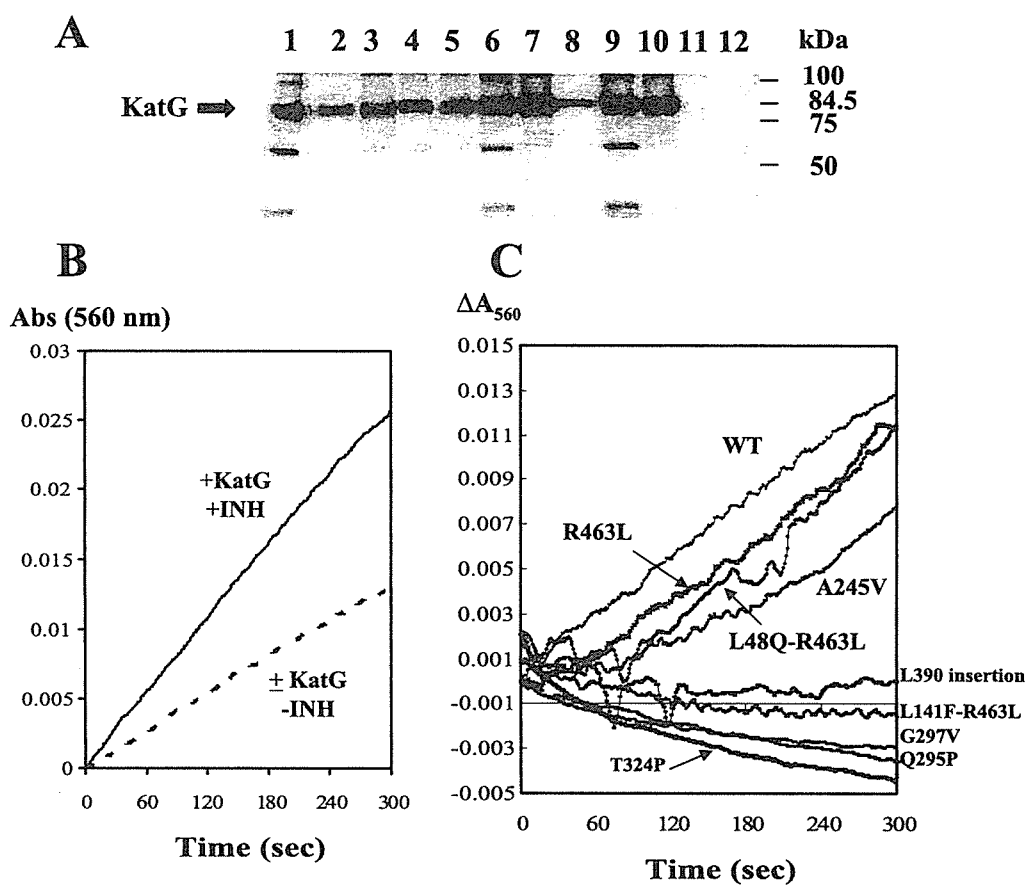 A
1 2 3 4 5 6 7 8 9 10 11 12 kDa
100
KatG
84.5
75
50
B
C
Abs (560 nm)
ΔA560
0.03
0.025
0.02
0.015
0.01
0.005
0
+KatG
+INH
± KatG
-INH
0 60 120 180 240 300
Time (sec)
0.015
0.013
0.011
0.009
0.007
0.005
0.003
0.001
-0.001
-0.003
-0.005
WT
R463L
A245V
L48Q-R463L
L390 insertion
L141F-R463L
G297V
Q295P
T324P
0 60 120 180 240 300
Time (sec)